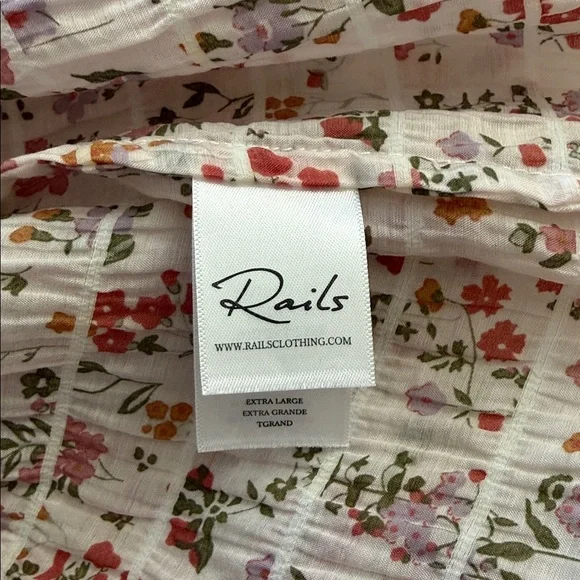 Rails
WWW.RAILSCLOTHING.COM
EXTRA LARGE
EXTRA GRANDE
TGRAND